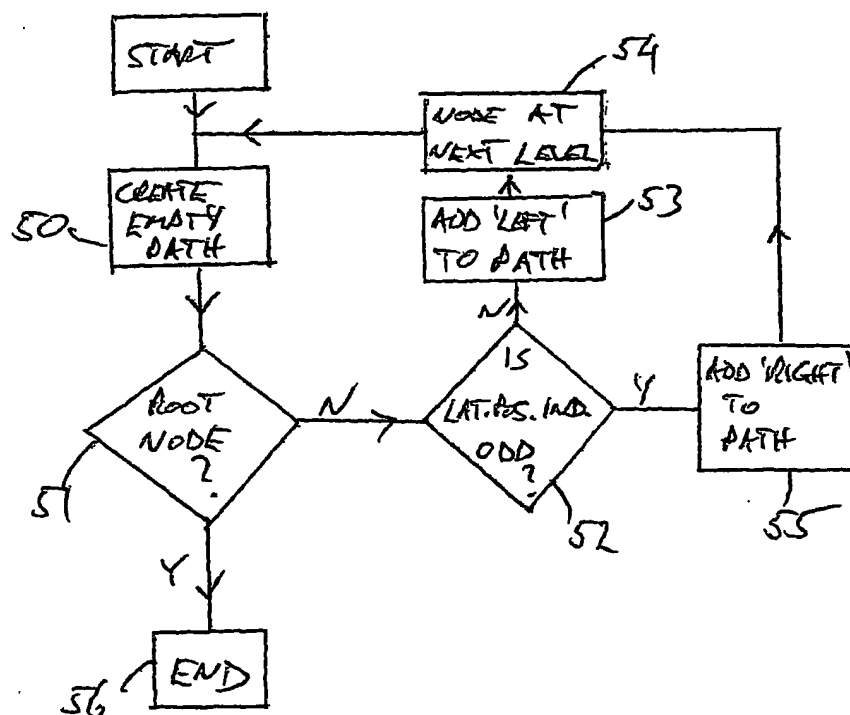 START
54
NODE AT
NEXT LEVEL
CREATE
EMPTY
PATH
50
ADD 'LEFT'
TO PATH
53
N
ROOT
NODE
?
51
N
IS
LAT. POS. IND.
ODD
?
52
Y
ADD 'RIGHT'
TO
PATH
55
Y
END
56